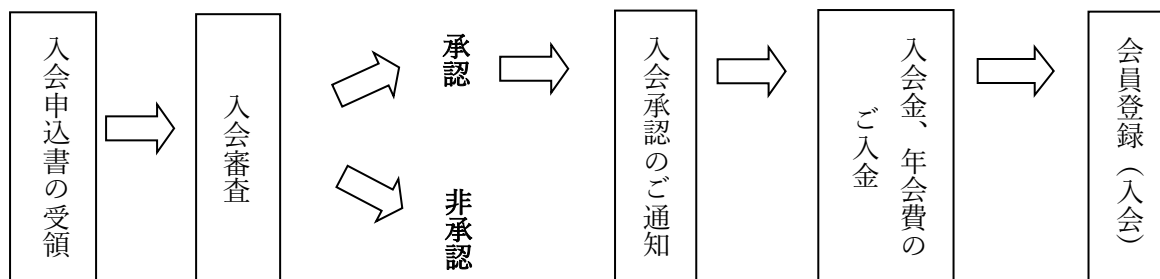 入会申込書の受領
入会審査
承認
非承認
入会承認のご通知
入会金、年会費の
ご入金
会員登録（入会）